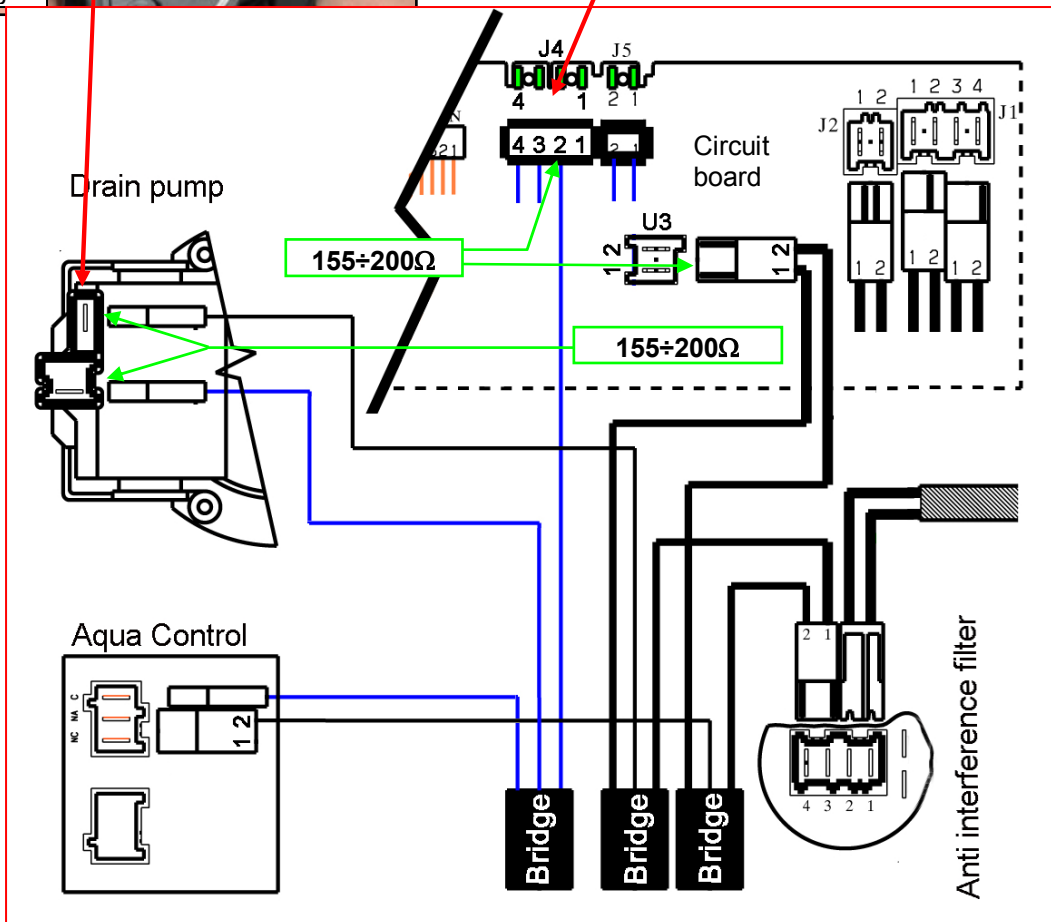 J4
J5
4
1
2 1
1 2
1 2 3 4
J2
J1
N
321
4 3 2 1
2 1
Circuit
board
Drain pump
U3
155÷200Ω
1 2
1 2
1 2
1 2
1 2
155÷200Ω
Aqua Control
NC NA C
1 2
2 1
4 3 2 1
Bridge
Bridge
Bridge
Anti interference filter